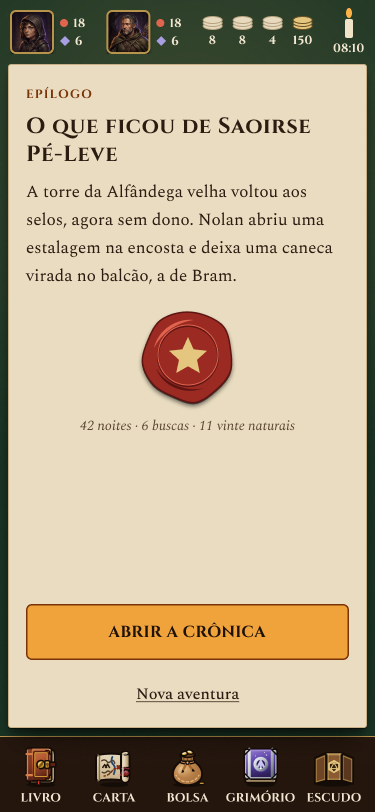 18
6
18
6
8
8
4
150
08:10
EPÍLOGO
O QUE FICOU DE SAOIRSE
PÉ-LEVE
A torre da Alfândega velha voltou aos
selos, agora sem dono. Nolan abriu uma
estalagem na encosta e deixa uma caneca
virada no balcão, a de Bram.
42 noites · 6 buscas · 11 vinte naturais
ABRIR A CRÔNICA
Nova aventura
LIVRO
CARTA
BOLSA
GRIMÓRIO
ESCUDO